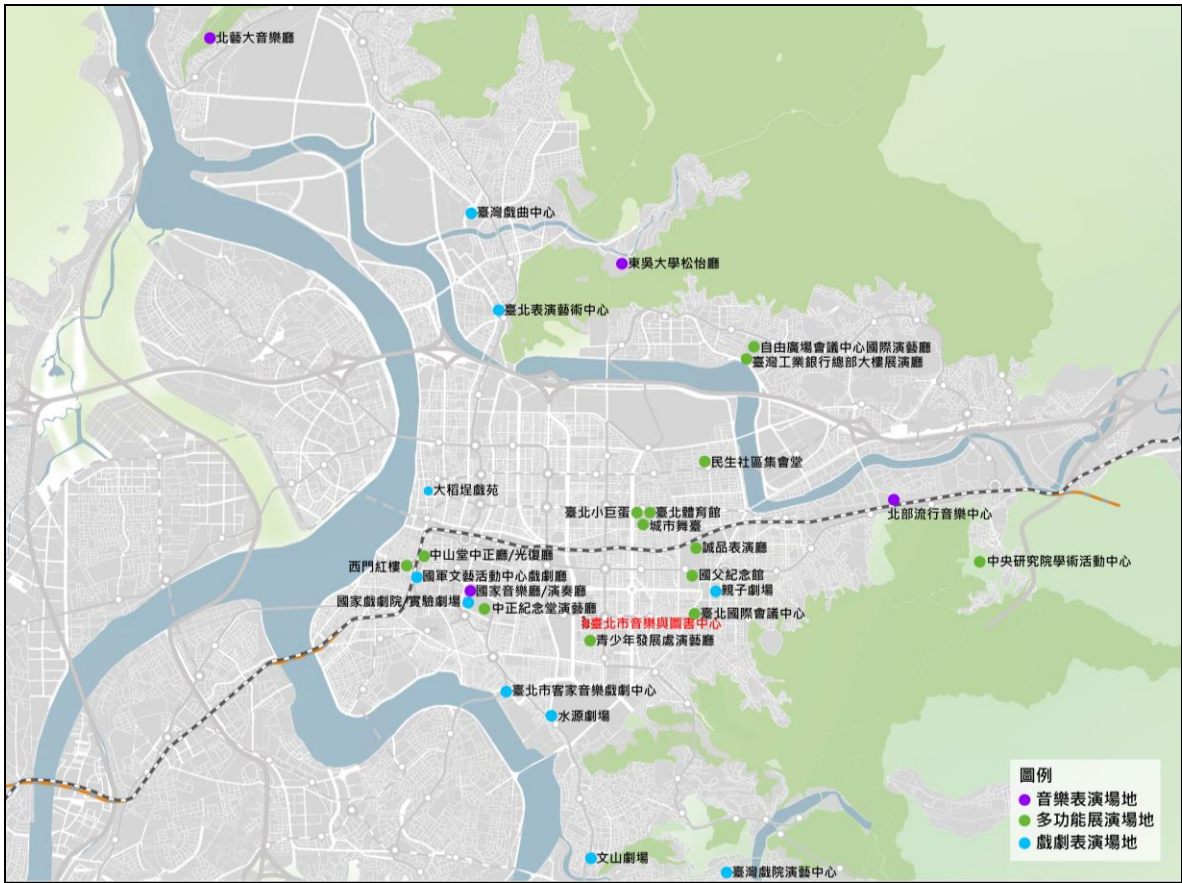 北藝大音樂廳
臺灣戲曲中心
東吳大學松怡廳
臺北表演藝術中心
自由廣場會議中心國際演藝廳
臺灣工業銀行總部大樓展演廳
民生社區集會堂
大稻埕戲苑
北部流行音樂中心
臺北小巨蛋
臺北體育館
城市舞臺
誠品表演廳
中山堂中正廳/光復廳
西門紅樓
中央研究院學術活動中心
國軍文藝活動中心戲劇廳
國父紀念館
國家音樂廳/演奏廳
親子劇場
國家戲劇院/實驗劇場
中正紀念堂演藝廳
臺北國際會議中心
臺北市音樂與圖書中心
青少年發展處演藝廳
臺北市客家音樂戲劇中心
水源劇場
文山劇場
臺灣戲院演藝中心
圖例
音樂表演場地
多功能展演場地
戲劇表演場地